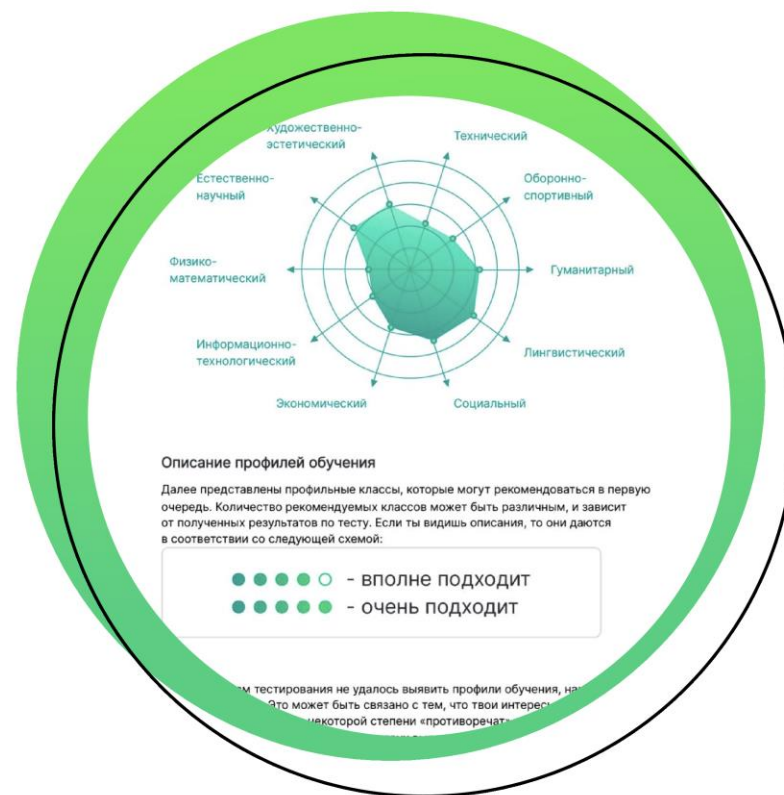 Художественно-
эстетический
Технический
Естественно-
научный
Оборонно-
спортивный
Физико-
математический
Гуманитарный
Информационно-
технологический
Лингвистический
Экономический
Социальный
Описание профилей обучения
Далее представлены профильные классы, которые могут рекомендоваться в первую
очередь. Количество рекомендуемых классов может быть различным, и зависит
от полученных результатов по тесту. Если ты видишь описания, то они даются
в соответствии со следующей схемой:
- вполне подходит
- очень подходит
тестирования не удалось выявить профили обучения,
Это может быть связано с тем, что твои
некоторой степени «противоречат»